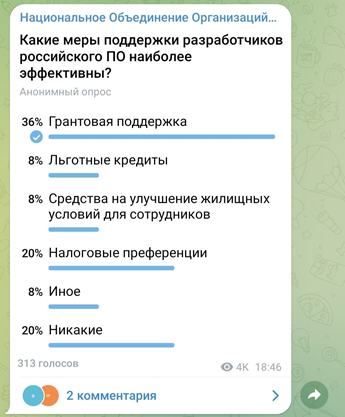 Национальное Объединение Организаций...
Какие меры поддержки разработчиков
российского ПО наиболее
эффективны?
Анонимный опрос
36% Грантовая поддержка
8% Льготные кредиты
8% Средства на улучшение жилищных
условий для сотрудников
20% Налоговые преференции
8% Иное
20% Никакие
313 голосов
4K 18:46
2 комментария